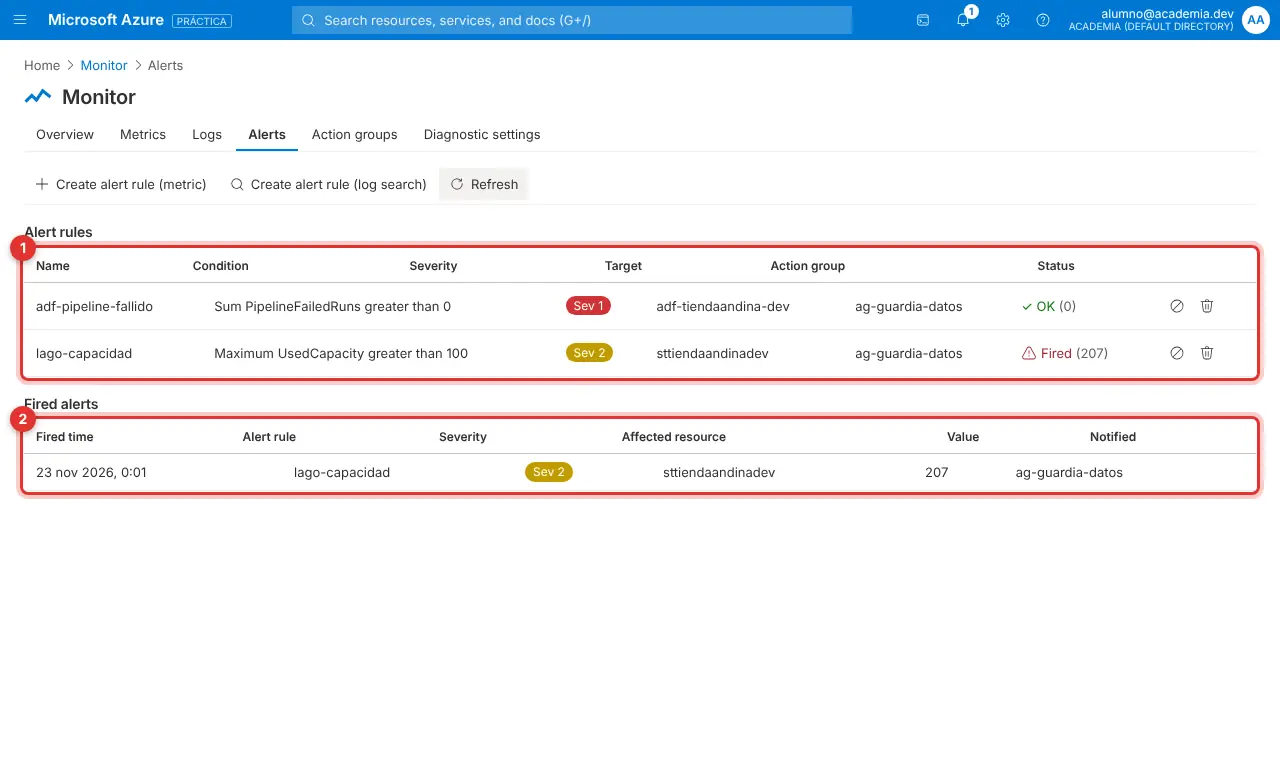 Microsoft Azure PRÁCTICA Search resources, services, and docs (G+/) 1 alumno@academia.dev AA
ACADEMIA (DEFAULT DIRECTORY)
Home > Monitor > Alerts
Monitor
Overview Metrics Logs Alerts Action groups Diagnostic settings
Create alert rule (metric) Create alert rule (log search) Refresh
Alert rules
1
Name Condition Severity Target Action group Status
adf-pipeline-fallido Sum PipelineFailedRuns greater than 0 Sev 1 adf-tiendaandina-dev ag-guardia-datos OK (0)
lago-capacidad Maximum UsedCapacity greater than 100 Sev 2 sttiendaandinadev ag-guardia-datos Fired (207)
Fired alerts
2
Fired time Alert rule Severity Affected resource Value Notified
23 nov 2026, 0:01 lago-capacidad Sev 2 sttiendaandinadev 207 ag-guardia-datos